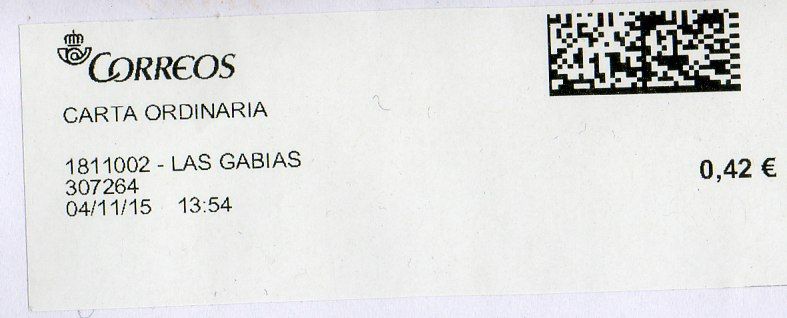 CORREOS
CARTA ORDINARIA
1811002 - LAS GABIAS
307264
04/11/15 13:54
0,42 €